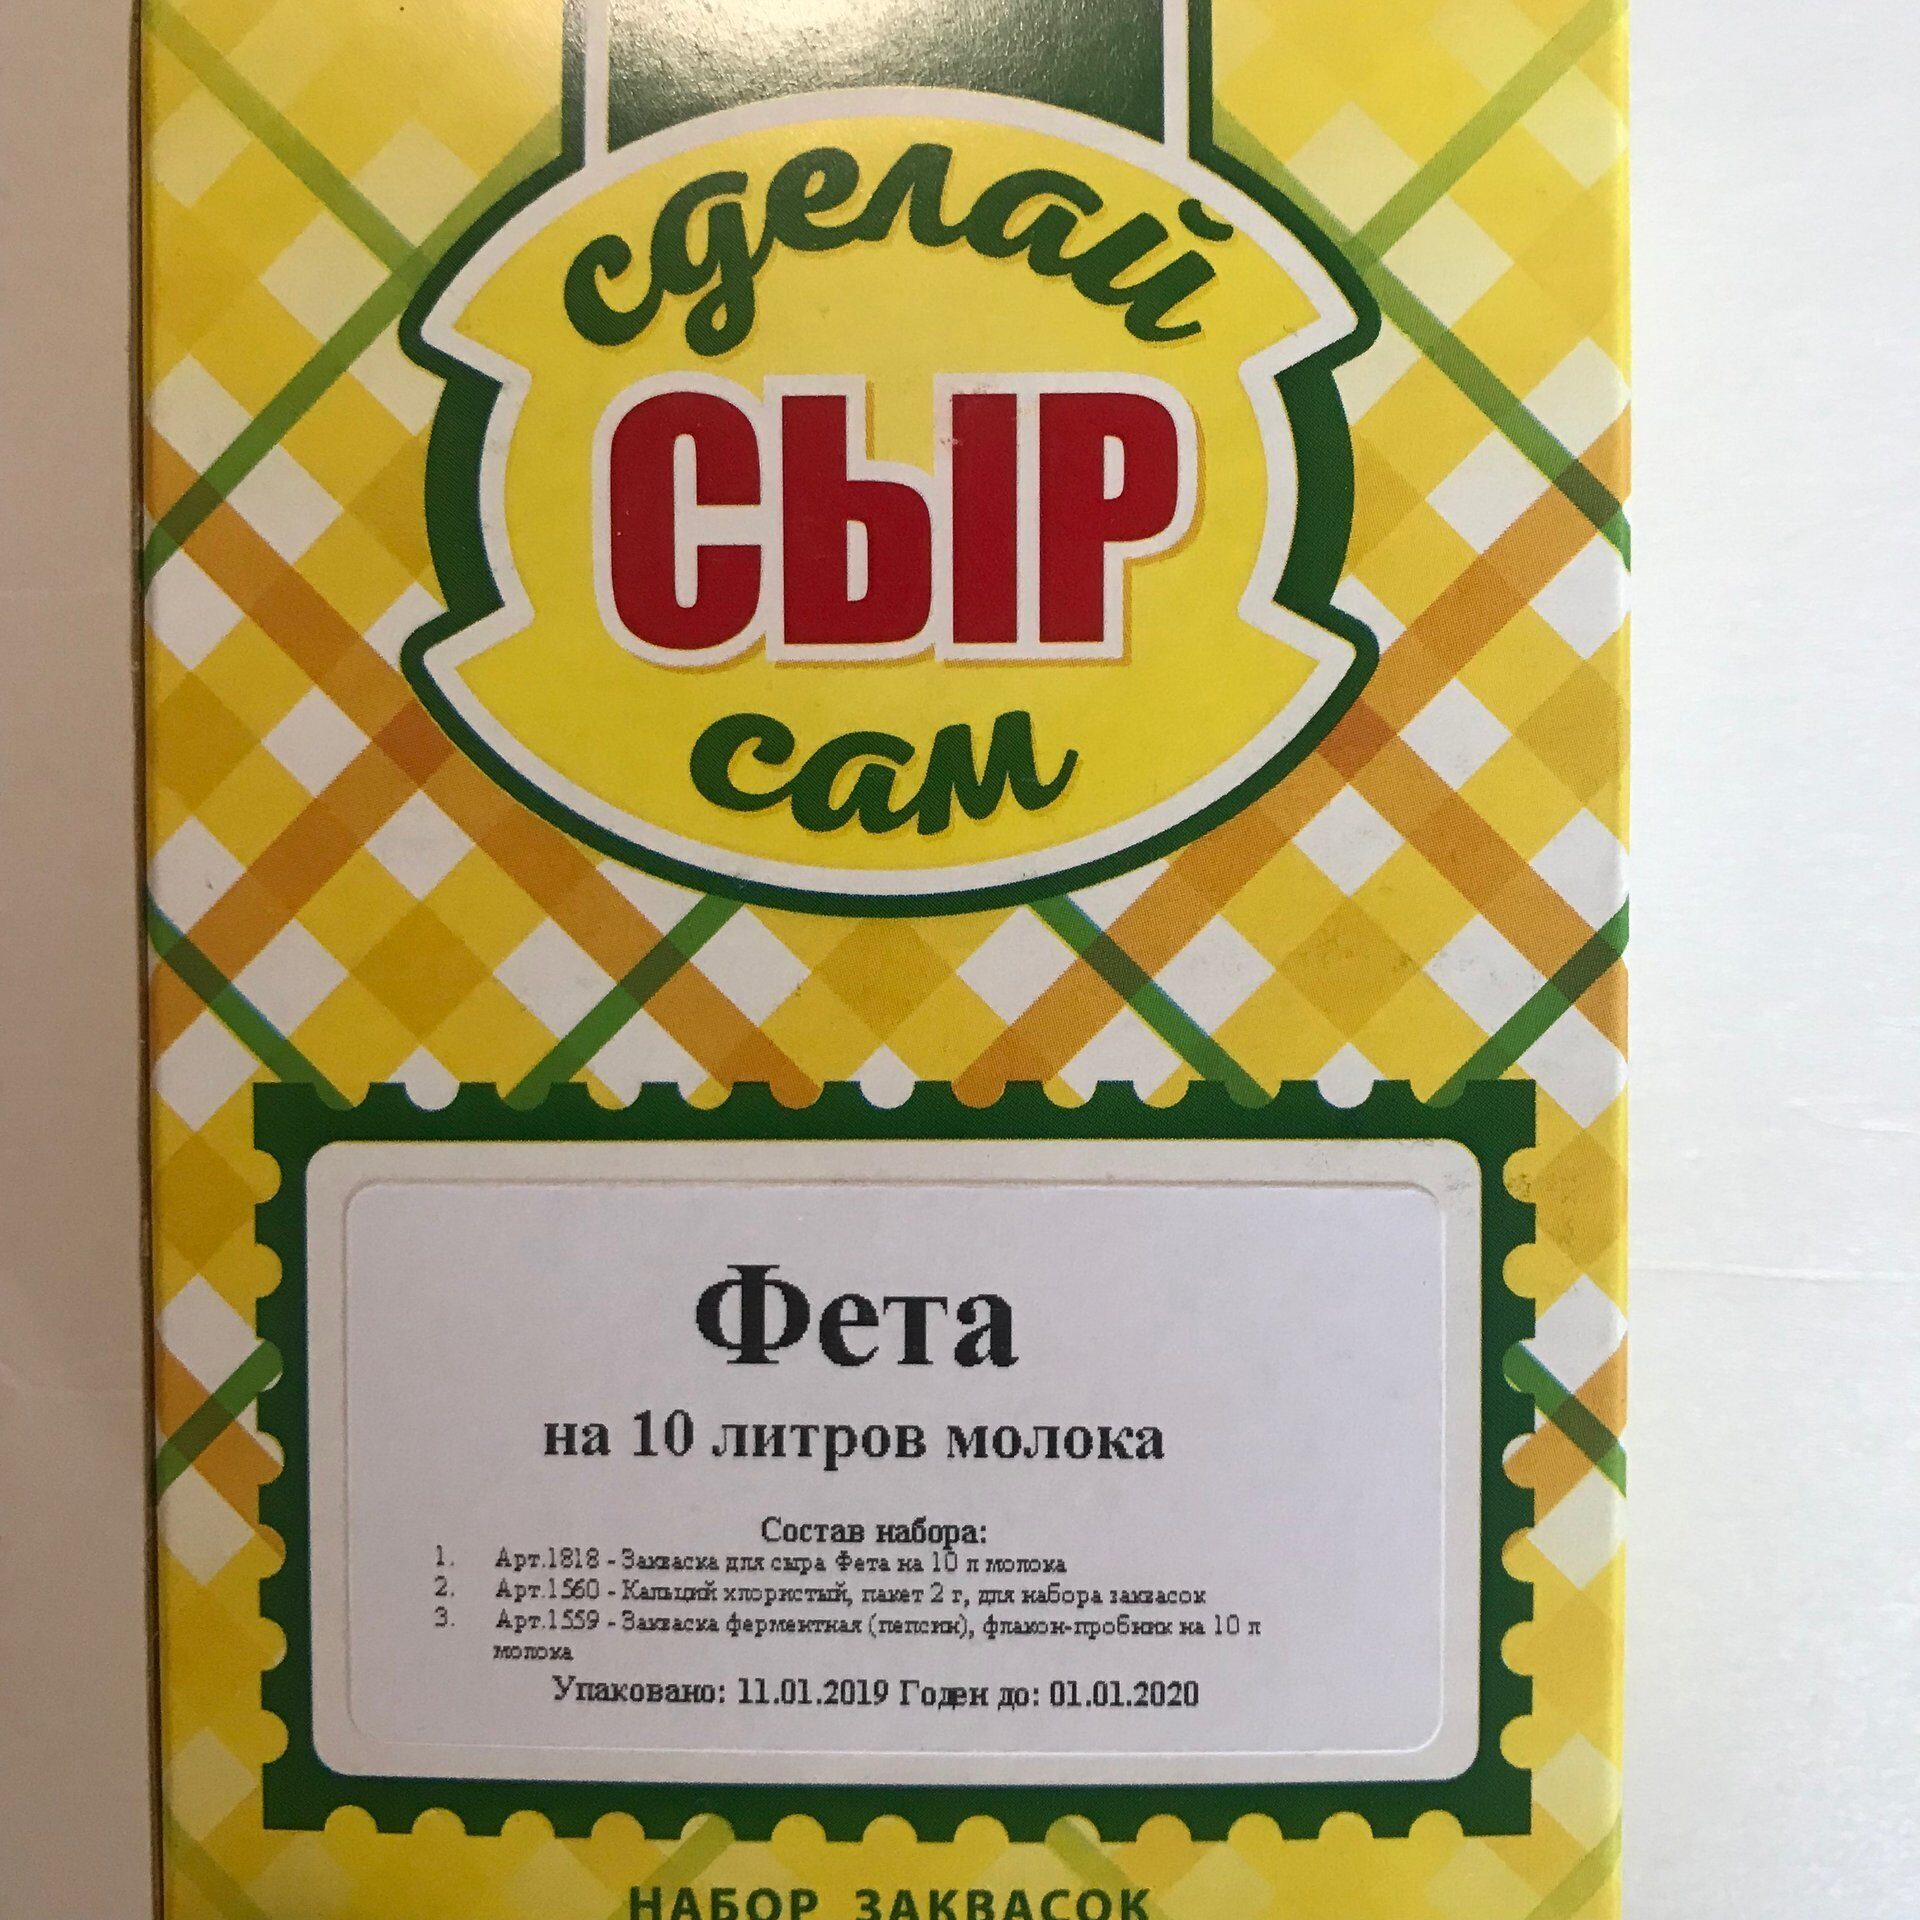 сделай
СЫР
сам
Фета
на 10 литров молока
Состав набора:
1. Арт.1818 - Закваска для сыра Фета на 10 л молока
2. Арт.1560 - Кальций хлористый, пакет 2 г, для набора заквасок
3. Арт.1559 - Закваска ферментная (пепсин), флакон-пробник на 10 л
молока
Упаковано: 11.01.2019 Годен до: 01.01.2020
НАБОР ЗАКВАСОК